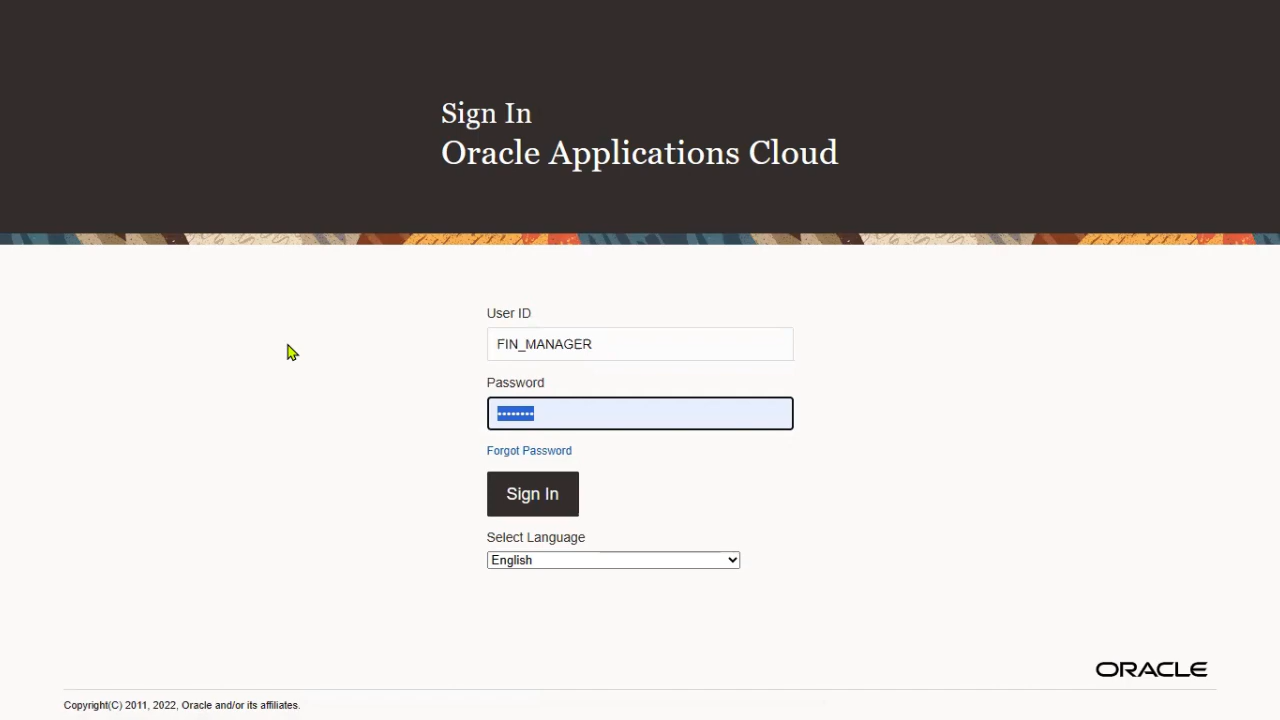 Sign In
Oracle Applications Cloud
User ID
FIN_MANAGER
Password
••••••••
Forgot Password
Sign In
Select Language
English
ORACLE
Copyright(C) 2011, 2022, Oracle and/or its affiliates.